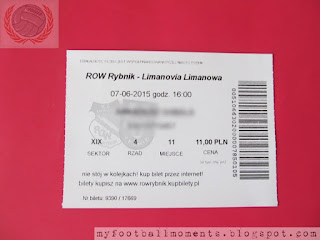 ROW Rybnik - Limanovia Limanowa
07-06-2015 godz. 16:00
XIX 4 11 11,00 PLN
SEKTOR RZĄD MIEJSCE CENA
nie stój w kolejkach! kup bilet przez internet!
bilety kupisz na www.rowrybnik.kupbilety.pl
Nr biletu: 8390 / 17889
myfootballmoments.blogspot.com